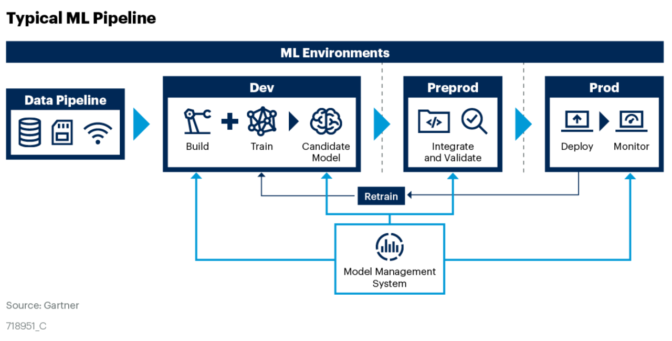 Typical ML Pipeline
ML Environments
Data Pipeline
Dev
Build
Train
Candidate
Model
Preprod
</>
Integrate
and Validate
Prod
Deploy
Monitor
Retrain
Model Management
System
Source: Gartner
718951_C